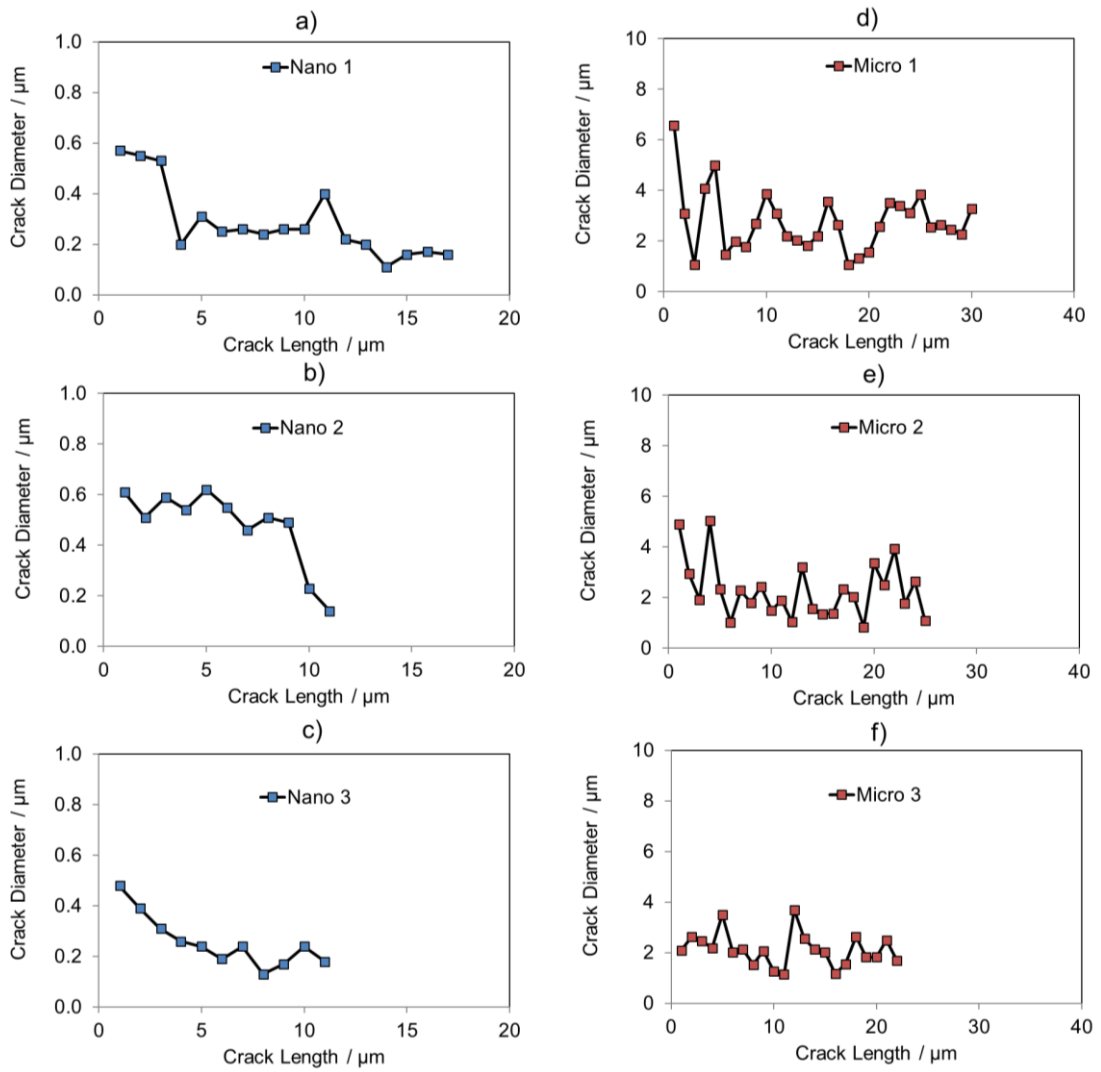 a)
Crack Diameter / µm
1.0
0.8
0.6
0.4
0.2
0.0
Nano 1
0 5 10 15 20
Crack Length / µm
d)
Crack Diameter / µm
10
8
6
4
2
0
Micro 1
0 10 20 30 40
Crack Length / µm
b)
Crack Diameter / µm
1.0
0.8
0.6
0.4
0.2
0.0
Nano 2
0 5 10 15 20
Crack Length / µm
e)
Crack Diameter / µm
10
8
6
4
2
0
Micro 2
0 10 20 30 40
Crack Length / µm
c)
Crack Diameter / µm
1.0
0.8
0.6
0.4
0.2
0.0
Nano 3
0 5 10 15 20
Crack Length / µm
f)
Crack Diameter / µm
10
8
6
4
2
0
Micro 3
0 10 20 30 40
Crack Length / µm